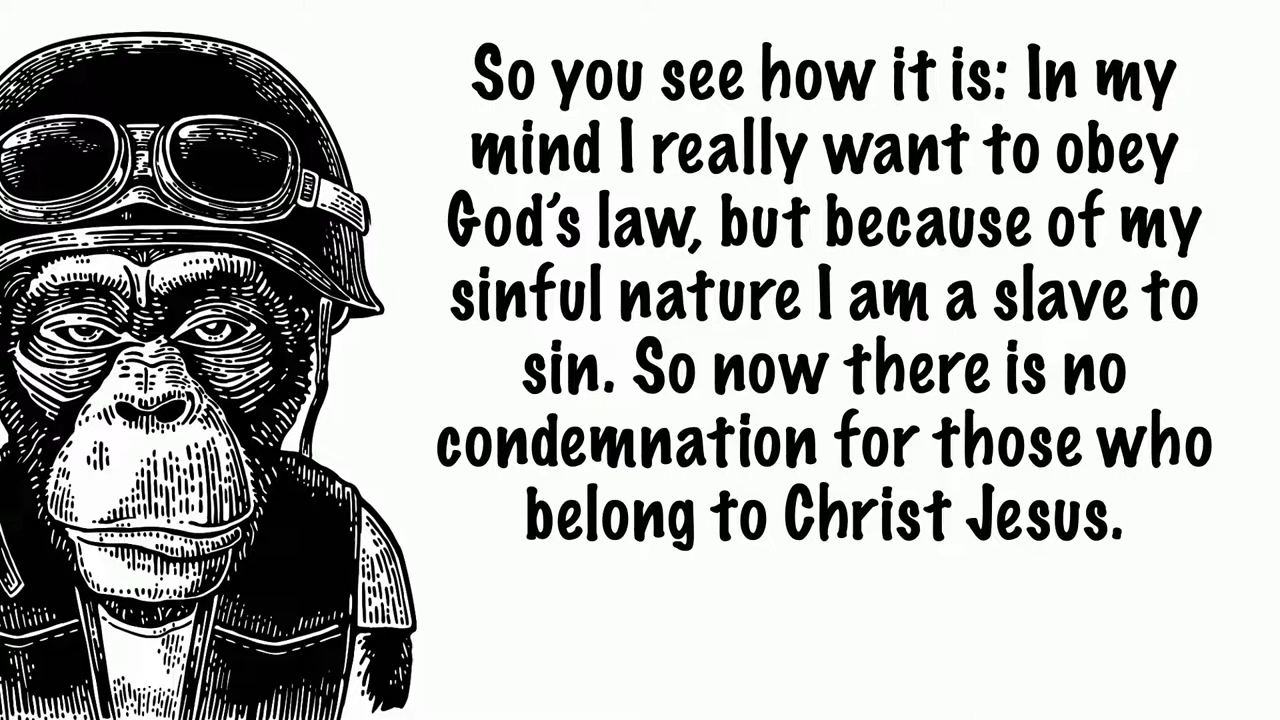 So you see how it is: In my
mind I really want to obey
God's law, but because of my
sinful nature I am a slave to
sin. So now there is no
condemnation for those who
belong to Christ Jesus.